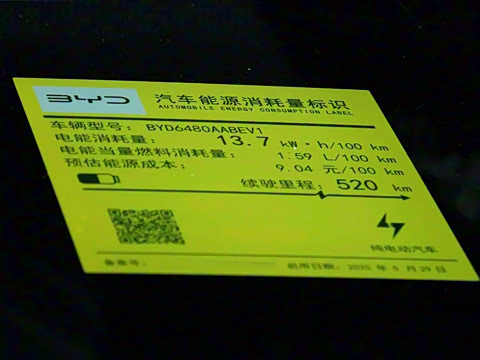 BYD
汽车能源消耗量标识
AUTOMOBILE ENERGY CONSUMPTION LABEL
车辆型号: BYD6480AABEV1
电能消耗量: 13.7 kW·h/100 km
电能当量燃料消耗量: 1.59 L/100 km
预估能源成本: 9.04 元/100 km
续驶里程: 520 km
纯电动汽车
备案号:
启用日期: 2025 年 5 月 29 日